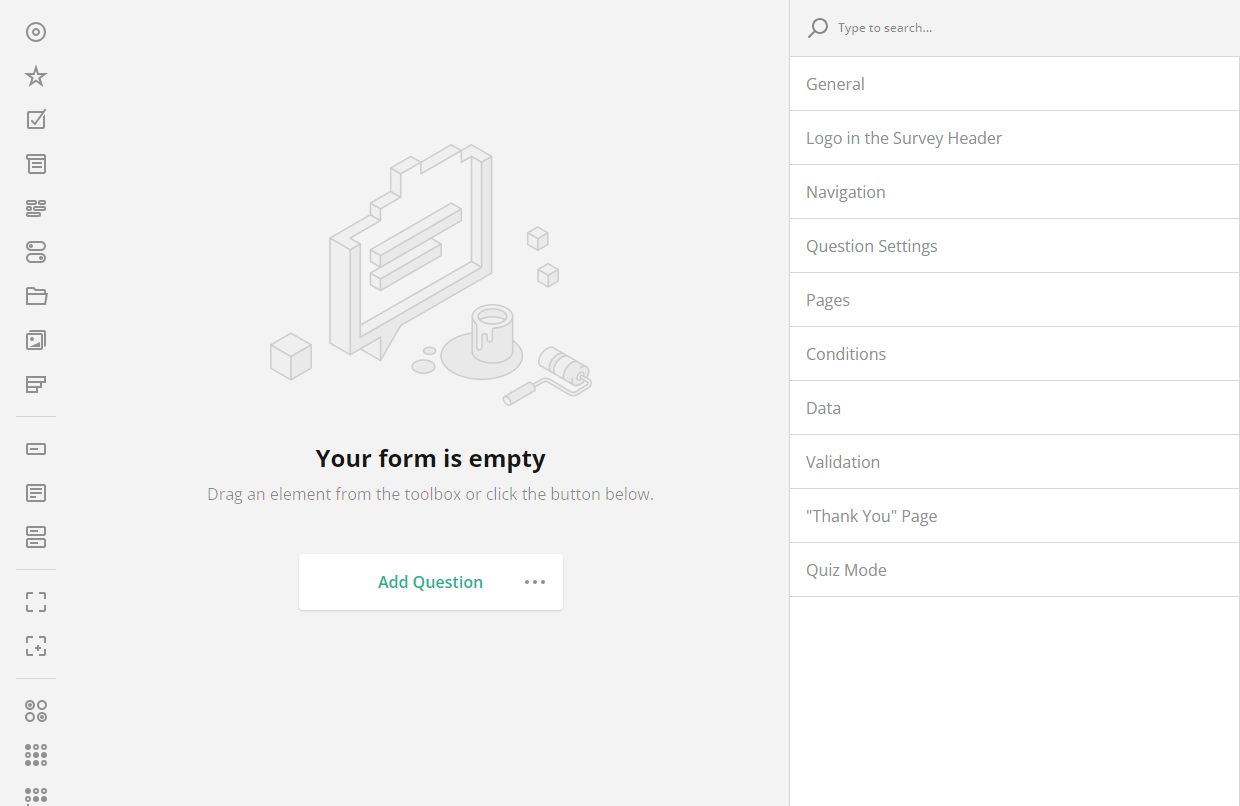 Type to search...
General
Logo in the Survey Header
Navigation
Question Settings
Pages
Conditions
Data
Validation
"Thank You" Page
Quiz Mode
Your form is empty
Drag an element from the toolbox or click the button below.
Add Question